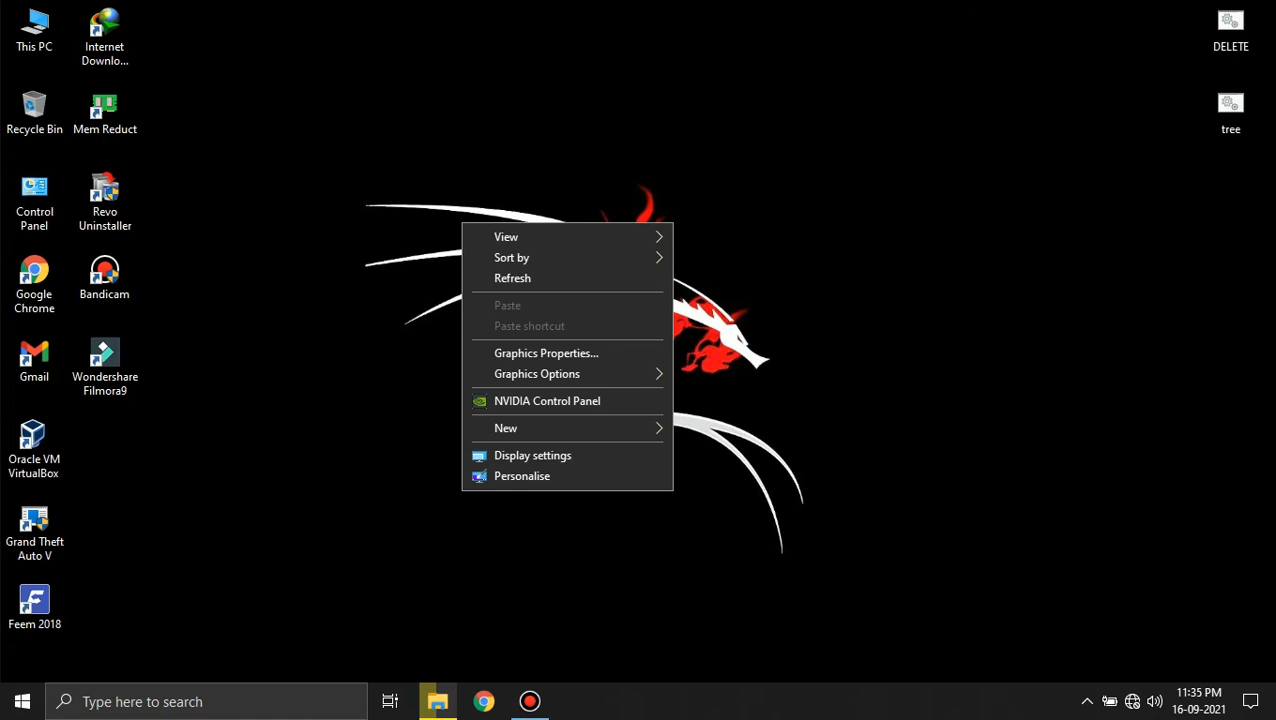 This PC
Internet
Downlo...
DELETE
Recycle Bin
Mem Reduct
tree
Control
Panel
Revo
Uninstaller
Google
Chrome
Bandicam
Gmail
Wondershare
Filmora9
Oracle VM
VirtualBox
Grand Theft
Auto V
Feem 2018
View
Sort by
Refresh
Paste
Paste shortcut
Graphics Properties...
Graphics Options
NVIDIA Control Panel
New
Display settings
Personalise
Type here to search
11:35 PM
16-09-2021